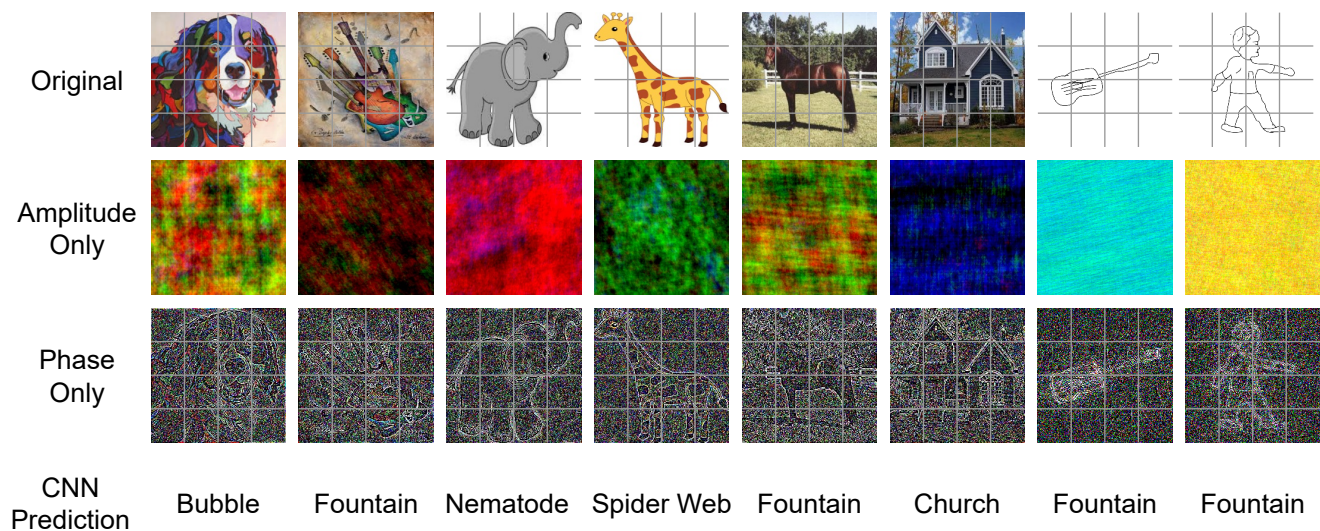 Original
Amplitude
Only
Phase
Only
CNN
Prediction
Bubble Fountain Nematode Spider Web Fountain Church Fountain Fountain